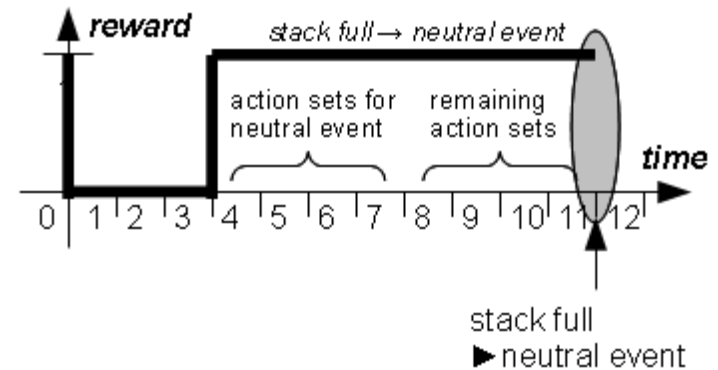 reward
stack full → neutral event
action sets for
neutral event
remaining
action sets
time
0 1 2 3 4 5 6 7 8 9 10 11 12
stack full
▶ neutral event